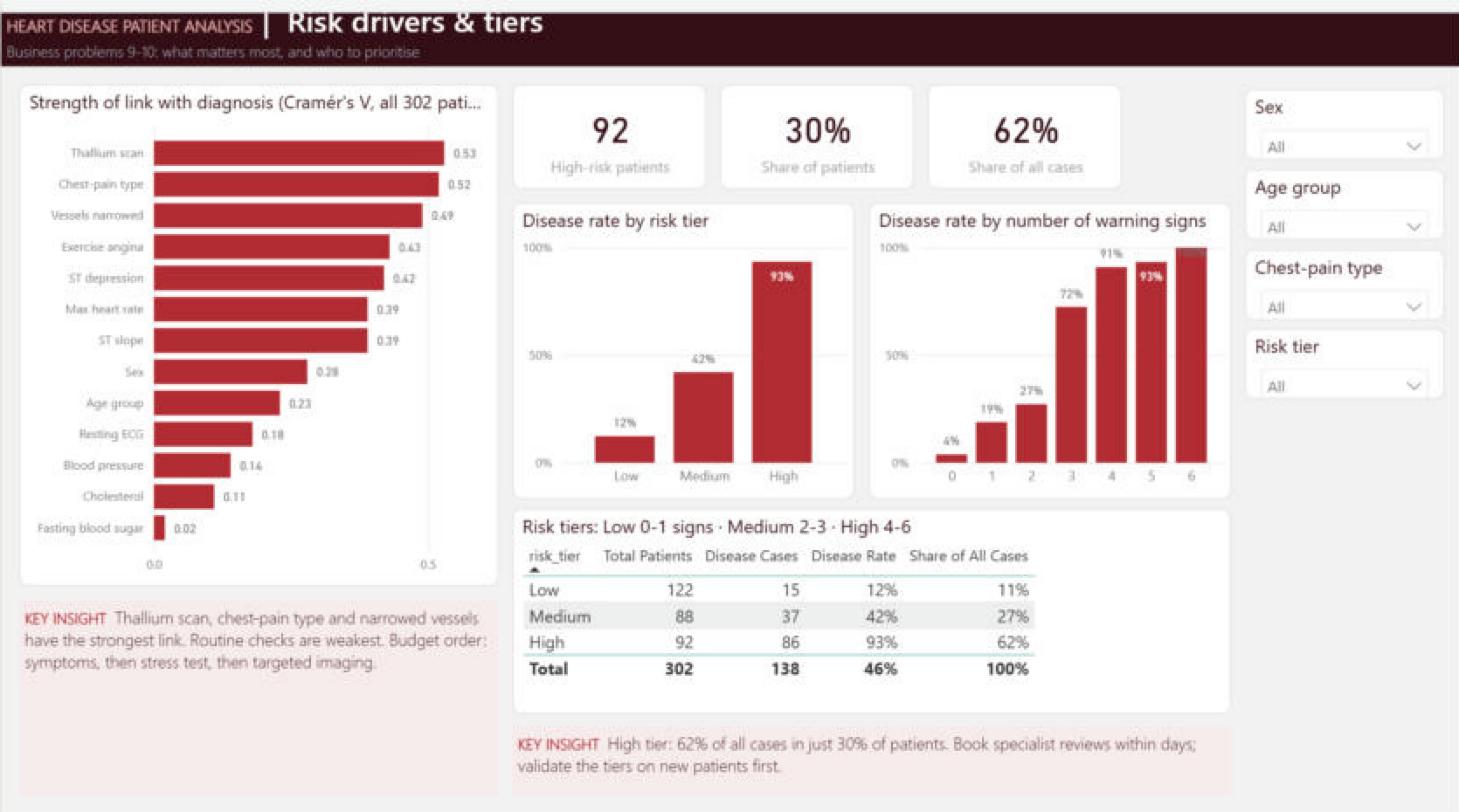 HEART DISEASE PATIENT ANALYSIS | Risk drivers & tiers
Business problems 9-10: what matters most, and who to prioritise
Strength of link with diagnosis (Cramér's V, all 302 pati...
Thallium scan 0.53
Chest-pain type 0.52
Vessels narrowed 0.49
Exercise angina 0.43
ST depression 0.42
Max heart rate 0.39
ST slope 0.39
Sex 0.28
Age group 0.23
Resting ECG 0.18
Blood pressure 0.14
Cholesterol 0.11
Fasting blood sugar 0.02
0.0 0.5
KEY INSIGHT Thallium scan, chest-pain type and narrowed vessels
have the strongest link. Routine checks are weakest. Budget order:
symptoms, then stress test, then targeted imaging.
92
High-risk patients
30%
Share of patients
62%
Share of all cases
Disease rate by risk tier
100%
50%
0%
12%
42%
93%
Low Medium High
Disease rate by number of warning signs
100%
50%
0%
4%
19%
27%
72%
91%
93%
0 1 2 3 4 5 6
Risk tiers: Low 0-1 signs · Medium 2-3 · High 4-6
risk_tier Total Patients Disease Cases Disease Rate Share of All Cases
Low 122 15 12% 11%
Medium 88 37 42% 27%
High 92 86 93% 62%
Total 302 138 46% 100%
KEY INSIGHT High tier: 62% of all cases in just 30% of patients. Book specialist reviews within days;
validate the tiers on new patients first.
Sex
All
Age group
All
Chest-pain type
All
Risk tier
All